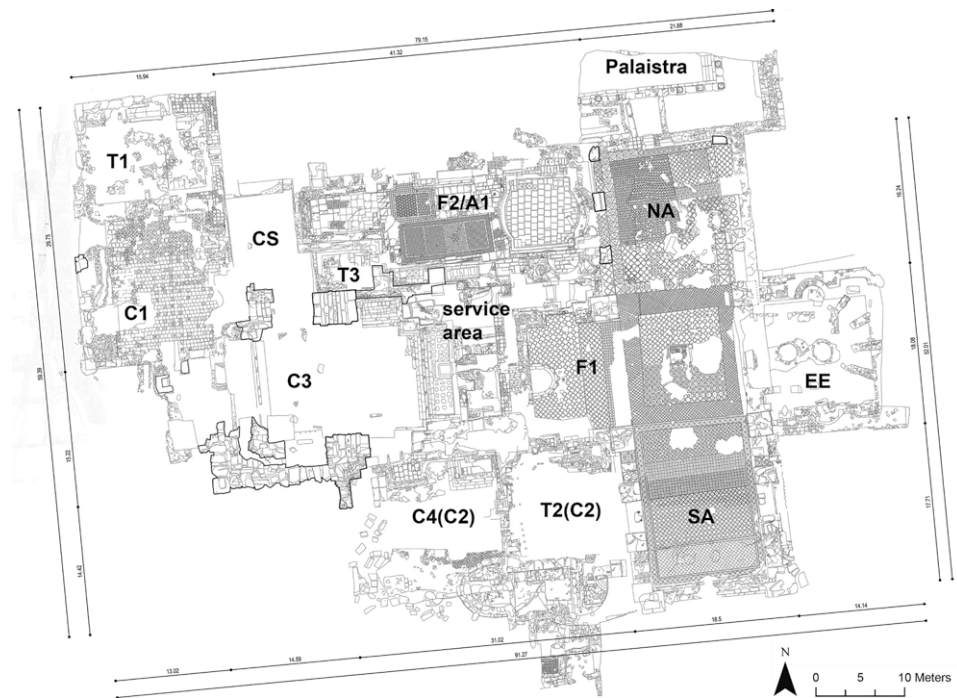 79.15
21.88
41.32
15.94
Palaistra
T1
F2/A1
NA
16.24
CS
29.75
T3
C1
service
area
18.08
52.01
C3
F1
EE
59.39
15.22
C4(C2)
T2(C2)
SA
17.71
14.42
14.14
18.5
31.02
14.59
13.02
91.27
N
0 5 10 Meters